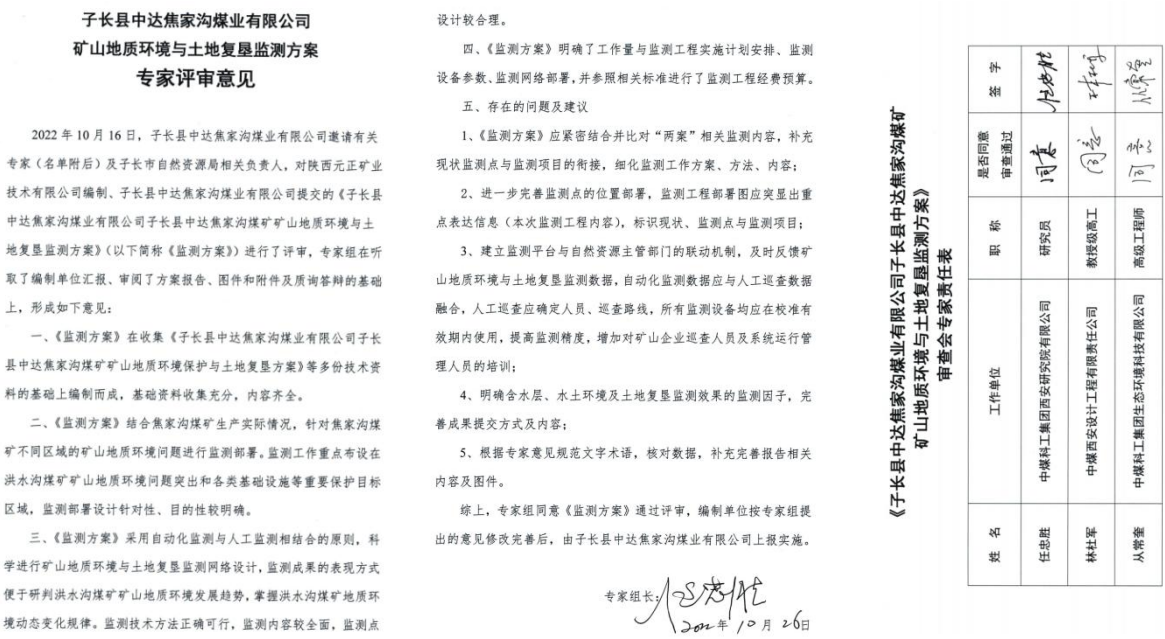 子长县中达焦家沟煤业有限公司
矿山地质环境与土地复垦监测方案
专家评审意见
2022 年 10 月 16 日，子长县中达焦家沟煤业有限公司邀请有关
专家（名单附后）及子长市自然资源局相关负责人，对陕西元正矿业
技术有限公司编制、子长县中达焦家沟煤业有限公司提交的《子长县
中达焦家沟煤业有限公司子长县中达焦家沟煤矿矿山地质环境与土
地复垦监测方案》（以下简称《监测方案》）进行了评审，专家组在听
取了编制单位汇报、审阅了方案报告、图件和附件及质询答辩的基础
上，形成如下意见：
一、《监测方案》在收集《子长县中达焦家沟煤业有限公司子长
县中达焦家沟煤矿矿山地质环境保护与土地复垦方案》等多份技术资
料的基础上编制而成，基础资料收集充分，内容齐全。
二、《监测方案》结合焦家沟煤矿生产实际情况，针对焦家沟煤
矿不同区域的矿山地质环境问题进行监测部署。监测工作重点布设在
洪水沟煤矿矿山地质环境问题突出和各类基础设施等重要保护目标
区域，监测部署设计针对性、目的性较明确。
三、《监测方案》采用自动化监测与人工监测相结合的原则，科
学进行矿山地质环境与土地复垦监测网络设计，监测成果的表现方式
便于研判洪水沟煤矿矿山地质环境发展趋势，掌握洪水沟煤矿地质环
境动态变化规律。监测技术方法正确可行，监测内容较全面，监测点
设计较合理。
四、《监测方案》明确了工作量与监测工程实施计划安排、监测
设备参数、监测网络部署，并参照相关标准进行了监测工程经费预算。
五、存在的问题及建议
1、《监测方案》应紧密结合并比对“两案”相关监测内容，补充
现状监测点与监测项目的衔接，细化监测工作方案、方法、内容；
2、进一步完善监测点的位置部署，监测工程部署图应突显出重
点表达信息（本次监测工程内容），标识现状、监测点与监测项目；
3、建立监测平台与自然资源主管部门的联动机制，及时反馈矿
山地质环境与土地复垦监测数据，自动化监测数据应与人工巡查数据
融合，人工巡查应确定人员、巡查路线，所有监测设备均应在校准有
效期内使用，提高监测精度，增加对矿山企业巡查人员及系统运行管
理人员的培训；
4、明确含水层、水土环境及土地复垦监测效果的监测因子，完
善成果提交方式及内容；
5、根据专家意见规范文字术语，核对数据，补充完善报告相关
内容及图件。
综上，专家组同意《监测方案》通过评审，编制单位按专家组提
出的意见修改完善后，由子长县中达焦家沟煤业有限公司上报实施。
专家组长：任忠胜
2022年 10 月 26日
《子长县中达焦家沟煤业有限公司子长县中达焦家沟煤矿
矿山地质环境与土地复垦监测方案》
审查会专家责任表
姓 名 工作单位 职 称 是否同意审查通过 签 字
任忠胜 中煤科工集团西安研究院有限公司 研究员 同意 任忠胜
林杜军 中煤西安设计工程有限责任公司 教授级高工 同意
从常奎 中煤科工集团生态环境科技有限公司 高级工程师 同意 从常奎